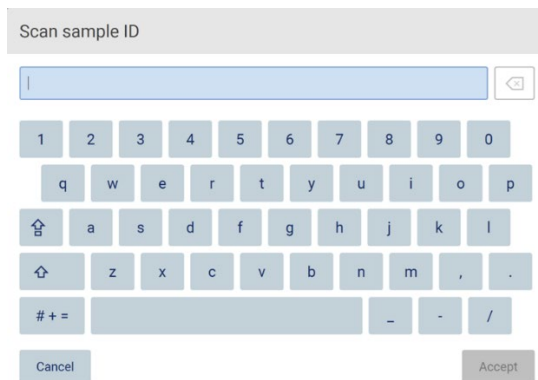 Scan sample ID
1 2 3 4 5 6 7 8 9 0
q w e r t y u i o p
a s d f g h j k l
z x c v b n m , .
# + = _ - /
Cancel Accept